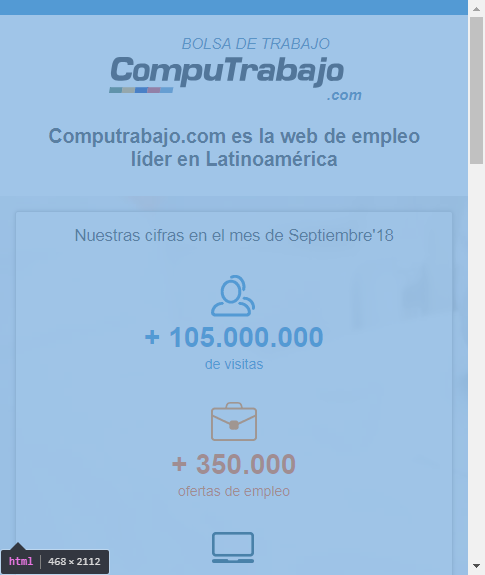 BOLSA DE TRABAJO
CompuTrabajo
.com
Computrabajo.com es la web de empleo
líder en Latinoamérica
Nuestras cifras en el mes de Septiembre'18
+ 105.000.000
de visitas
+ 350.000
ofertas de empleo
html | 468 × 2112